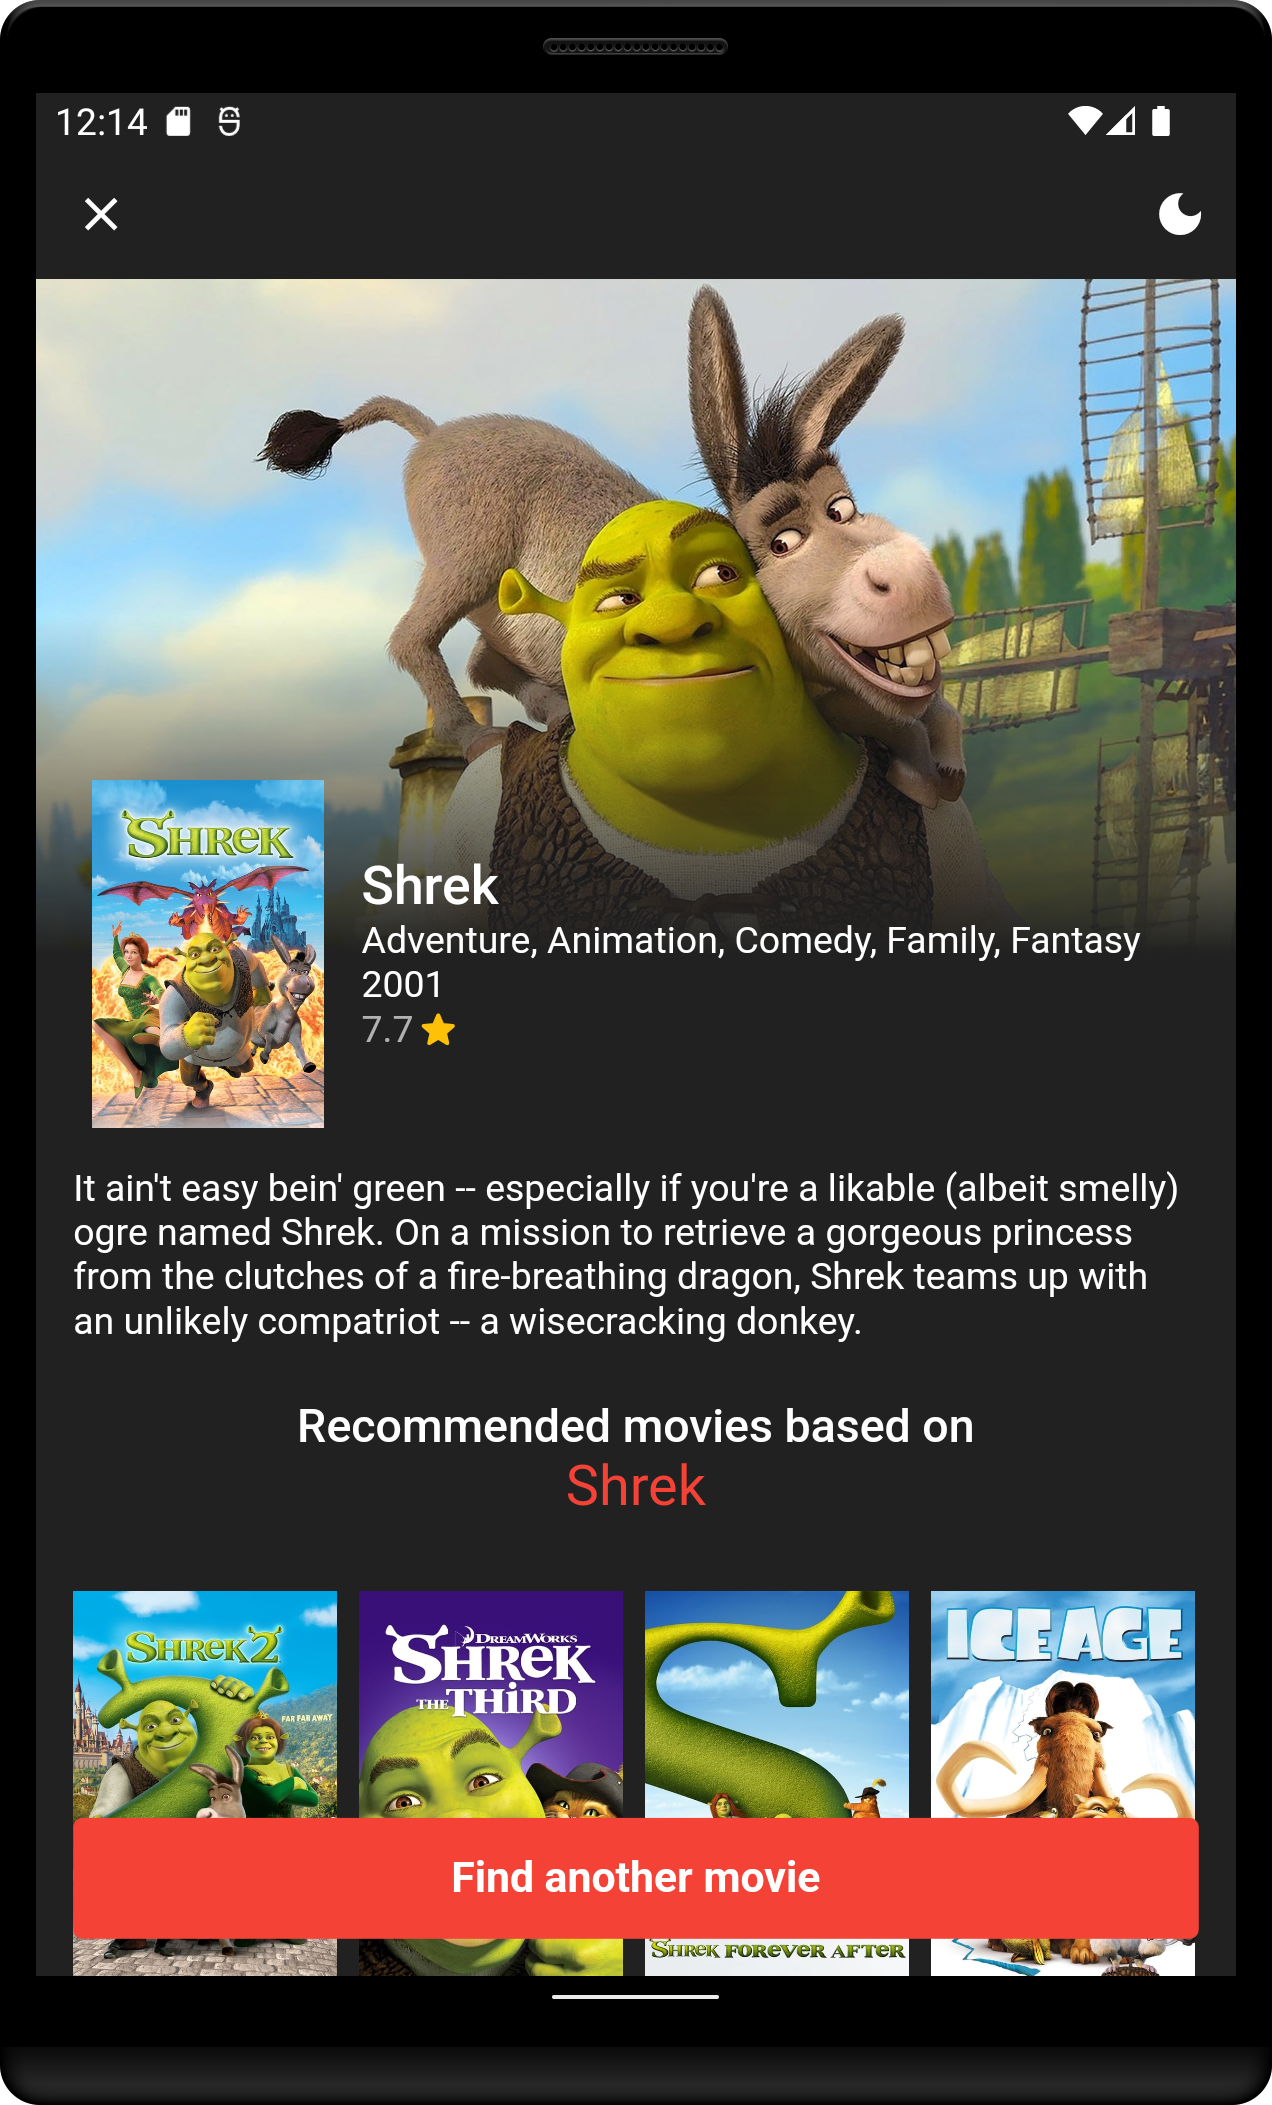 12:14
SHREK
Shrek
Adventure, Animation, Comedy, Family, Fantasy
2001
7.7
It ain't easy bein' green -- especially if you're a likable (albeit smelly)
ogre named Shrek. On a mission to retrieve a gorgeous princess
from the clutches of a fire-breathing dragon, Shrek teams up with
an unlikely compatriot -- a wisecracking donkey.
Recommended movies based on
Shrek
SHREK 2
FAR FAR AWAY
DREAMWORKS
SHREK
THE THIRD
ICE AGE
Find another movie
SHREK FOREVER AFTER